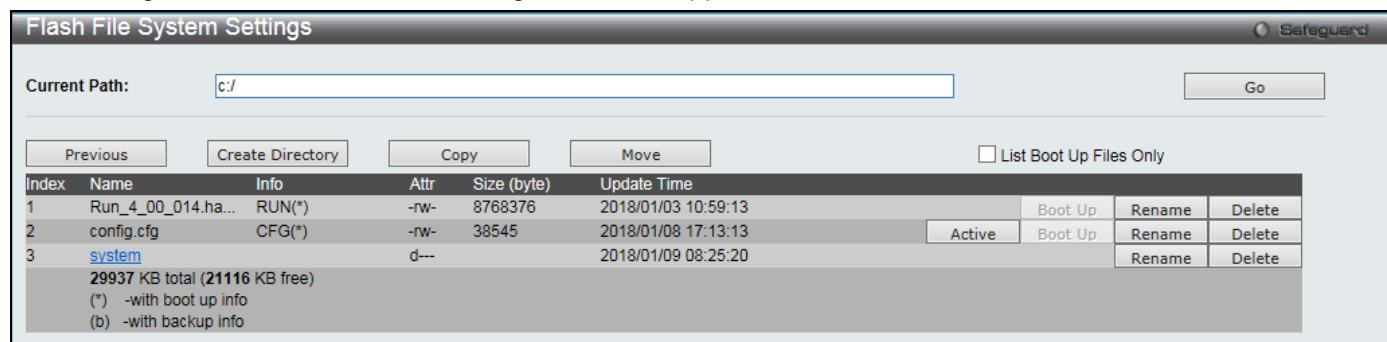 Flash File System Settings
Safeguard
Current Path: c:/ Go
Previous Create Directory Copy Move List Boot Up Files Only
Index Name Info Attr Size (byte) Update Time
1 Run_4_00_014.ha... RUN(*) -rw- 8768376 2018/01/03 10:59:13 Boot Up Rename Delete
2 config.cfg CFG(*) -rw- 38545 2018/01/08 17:13:13 Active Boot Up Rename Delete
3 system d--- 2018/01/09 08:25:20 Rename Delete
29937 KB total (21116 KB free)
(*) -with boot up info
(b) -with backup info